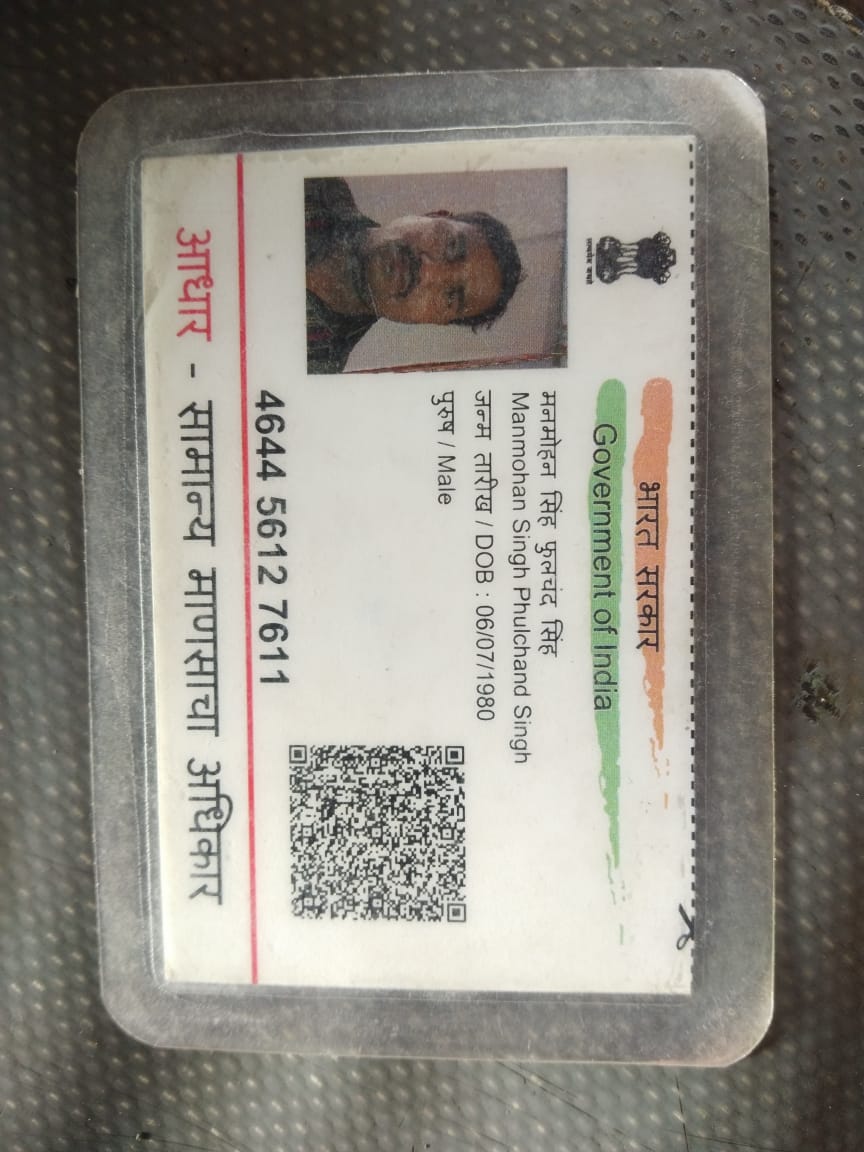 भारत सरकार
Government of India
सत्यमेव जयते
मनमोहन सिंह फुलचंद सिंह
Manmohan Singh Phulchand Singh
जन्म तारीख / DOB : 06/07/1980
पुरुष / Male
4644 5612 7611
आधार - सामान्य माणसाचा अधिकार